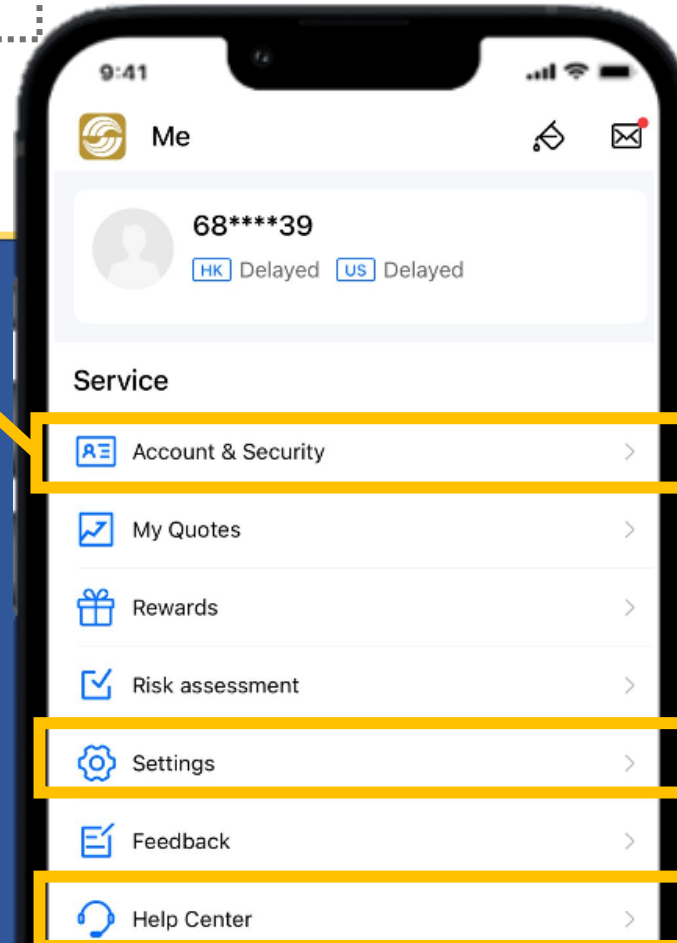 9:41
Me
68****39
HK Delayed US Delayed
Service
Account & Security
My Quotes
Rewards
Risk assessment
Settings
Feedback
Help Center